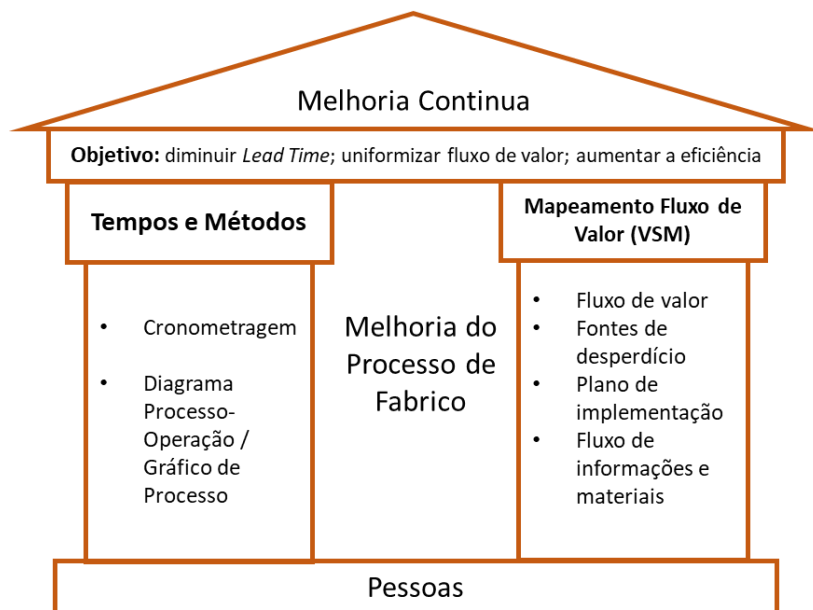 Melhoria Continua
Objetivo: diminuir Lead Time; uniformizar fluxo de valor; aumentar a eficiência
Tempos e Métodos
• Cronometragem
• Diagrama
Processo-
Operação /
Gráfico de
Processo
Melhoria do
Processo de
Fabrico
Mapeamento Fluxo de
Valor (VSM)
• Fluxo de valor
• Fontes de
desperdício
• Plano de
implementação
• Fluxo de
informações e
materiais
Pessoas